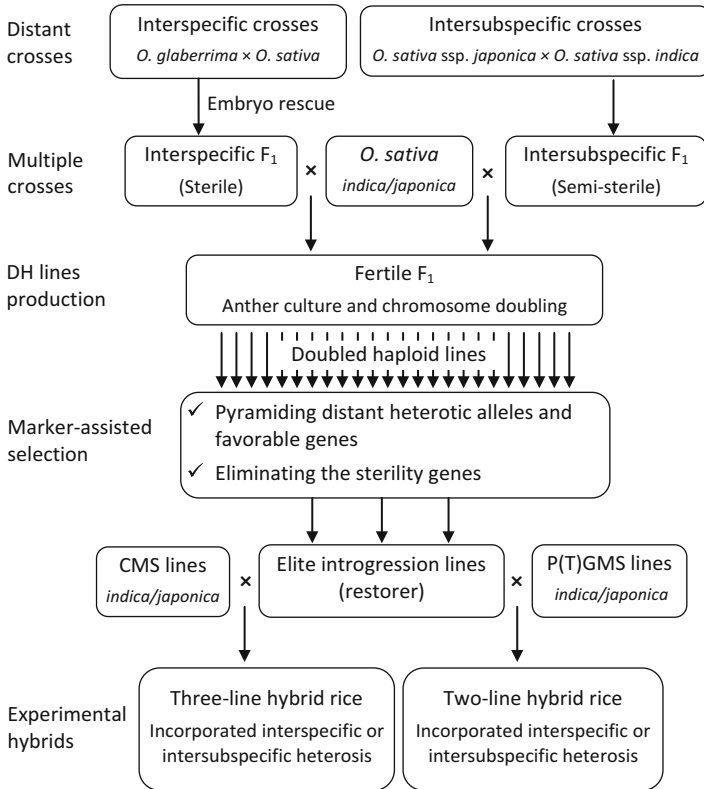 Distant
crosses
Interspecific crosses
O. glaberrima × O. sativa
Intersubspecific crosses
O. sativa ssp. japonica × O. sativa ssp. indica
Embryo rescue
Multiple
crosses
Interspecific F₁
(Sterile)
×
O. sativa
indica/japonica
×
Intersubspecific F₁
(Semi-sterile)
DH lines
production
Fertile F₁
Anther culture and chromosome doubling
Doubled haploid lines
Marker-assisted
selection
✓ Pyramiding distant heterotic alleles and
favorable genes
✓ Eliminating the sterility genes
CMS lines
indica/japonica
×
Elite introgression lines
(restorer)
×
P(T)GMS lines
indica/japonica
Experimental
hybrids
Three-line hybrid rice
Incorporated interspecific or
intersubspecific heterosis
Two-line hybrid rice
Incorporated interspecific or
intersubspecific heterosis